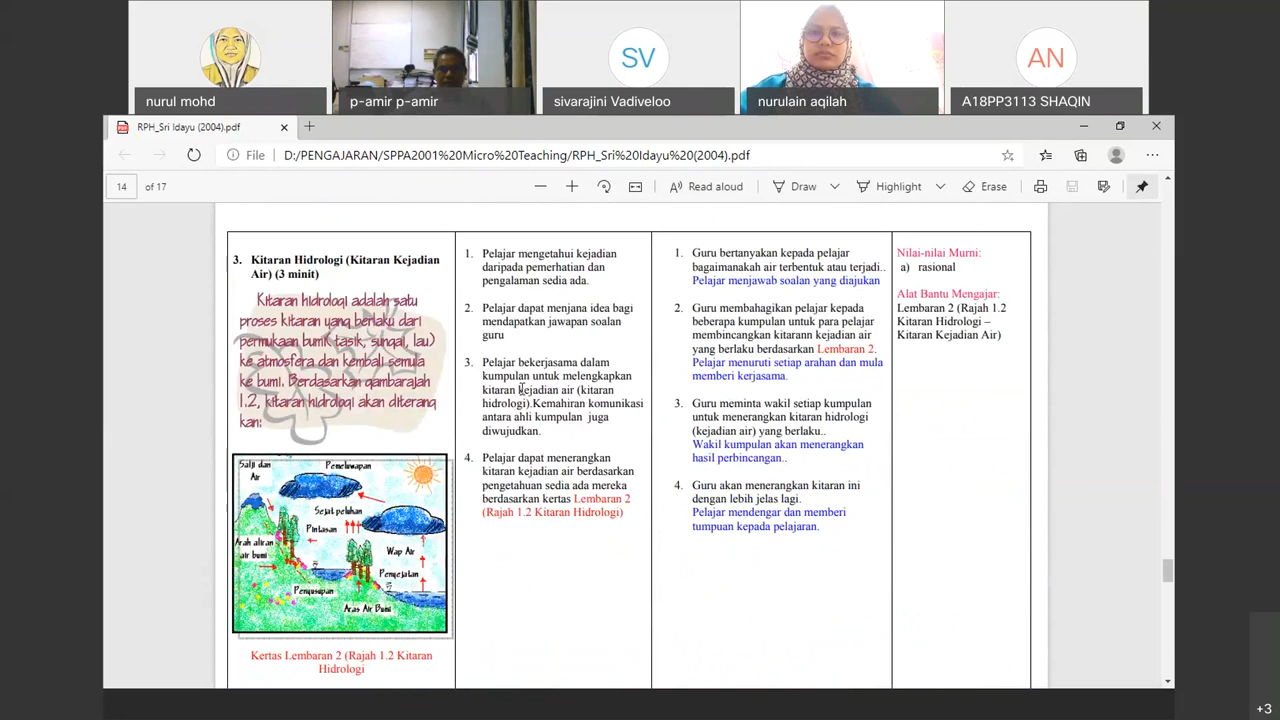 SV
AN
nurul mohd
p-amir p-amir
sivarajini Vadiveloo
nurulain aqilah
A18PP3113 SHAQIN
RPH_Sri Idayu (2004).pdf
File
D:/PENGAJARAN/SPPA2001%20Micro%20Teaching/RPH_Sri%20Idayu%20(2004).pdf
14 of 17
Read aloud
Draw
Highlight
Erase
3. Kitaran Hidrologi (Kitaran Kejadian
Air) (3 minit)
Kitaran hidrologi adalah satu
proses kitaran yang berlaku dari
permukaan bumi( tasik, sungai, lau)
ke atmosfera dan kembali semula
ke bumi. Berdasarkan gambarajah
1.2, kitaran hidrologi akan diterang
kan:
Salji dan
Air
Pemeluwapan
Sejat peluhan
Pintasan
Arah aliran
air bumi
Wap Air
Penyejatan
Penyusupan
Aras Air Bumi
Kertas Lembaran 2 (Rajah 1.2 Kitaran
Hidrologi
1. Pelajar mengetahui kejadian
daripada pemerhatian dan
pengalaman sedia ada.
2. Pelajar dapat menjana idea bagi
mendapatkan jawapan soalan
guru
3. Pelajar bekerjasama dalam
kumpulan untuk melengkapkan
kitaran kejadian air (kitaran
hidrologi).Kemahiran komunikasi
antara ahli kumpulan juga
diwujudkan.
4. Pelajar dapat menerangkan
kitaran kejadian air berdasarkan
pengetahuan sedia ada mereka
berdasarkan kertas Lembaran 2
(Rajah 1.2 Kitaran Hidrologi)
1. Guru bertanyakan kepada pelajar
bagaimanakah air terbentuk atau terjadi..
Pelajar menjawab soalan yang diajukan
2. Guru membahagikan pelajar kepada
beberapa kumpulan untuk para pelajar
membincangkan kitarann kejadian air
yang berlaku berdasarkan Lembaran 2.
Pelajar menuruti setiap arahan dan mula
memberi kerjasama.
3. Guru meminta wakil setiap kumpulan
untuk menerangkan kitaran hidrologi
(kejadian air) yang berlaku..
Wakil kumpulan akan menerangkan
hasil perbincangan..
4. Guru akan menerangkan kitaran ini
dengan lebih jelas lagi.
Pelajar mendengar dan memberi
tumpuan kepada pelajaran.
Nilai-nilai Murni:
a) rasional
Alat Bantu Mengajar:
Lembaran 2 (Rajah 1.2
Kitaran Hidrologi –
Kitaran Kejadian Air)
+3